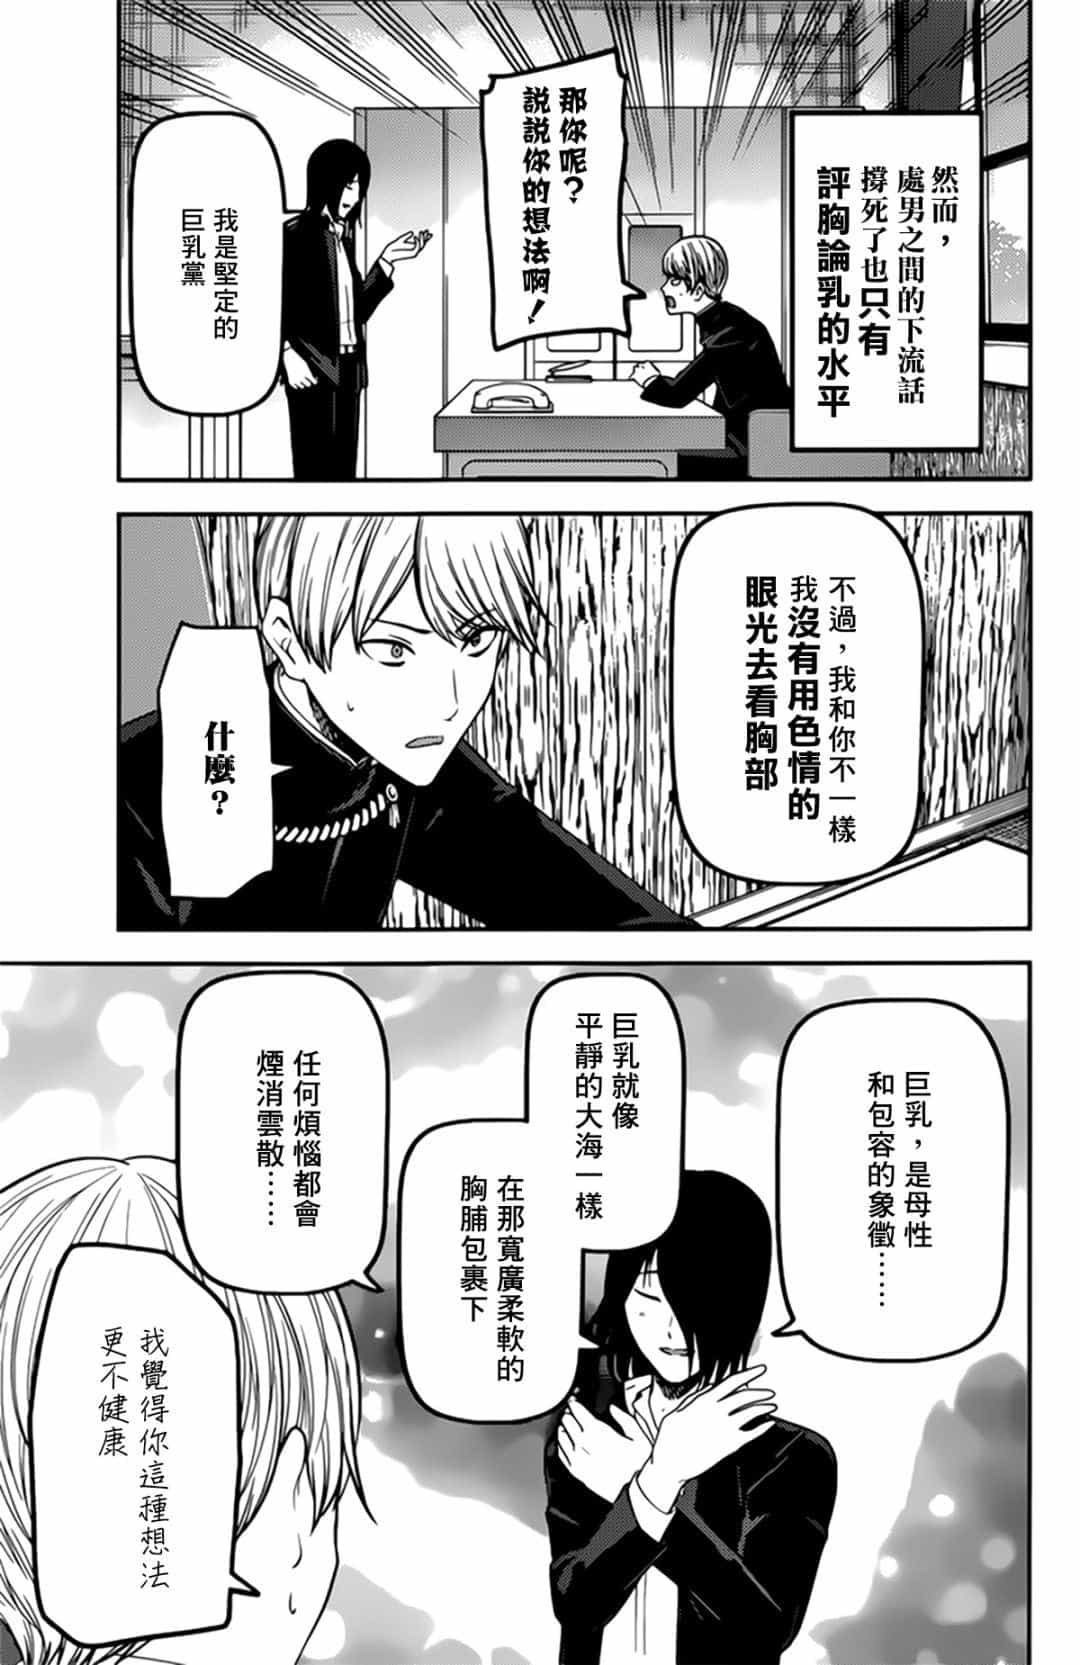 然而，
處男之間的下流話
撐死了也只有
評胸論乳的水平
那你呢？
說說你的想法啊！
我是堅定的
巨乳黨
不過，我和你不一樣
我沒有用色情的
眼光去看胸部
什麼？
巨乳，是母性
和包容的象徵……
巨乳就像
平靜的大海一樣
在那寬廣柔軟的
胸脯包裹下
任何煩惱都會
煙消雲散……
我覺得你這種想法
更不健康